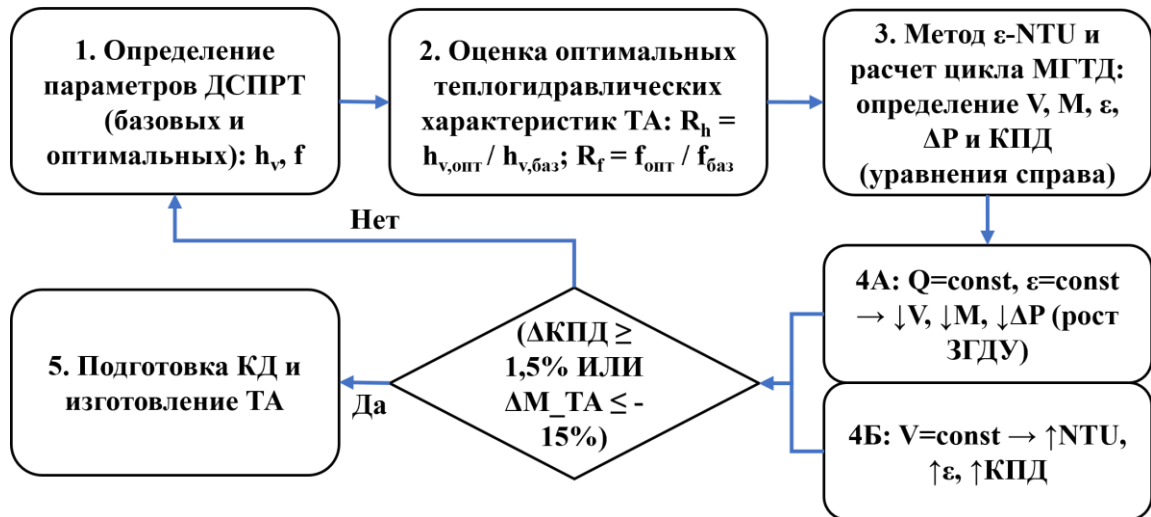 1. Определение
параметров ДСПРТ
(базовых и
оптимальных): hᵥ, f
2. Оценка оптимальных
теплогидравлических
характеристик ТА: Rₕ =
h_v,опт / h_v,баз; R_f = f_опт / f_баз
3. Метод ε-NTU и
расчет цикла МГТД:
определение V, M, ε,
ΔP и КПД
(уравнения справа)
4А: Q=const, ε=const
→ ↓V, ↓M, ↓ΔP (рост
ЗГДУ)
4Б: V=const → ↑NTU,
↑ε, ↑КПД
(ΔКПД ≥
1,5% ИЛИ
ΔM_ТА ≤ -
15%)
Нет
Да
5. Подготовка КД и
изготовление ТА